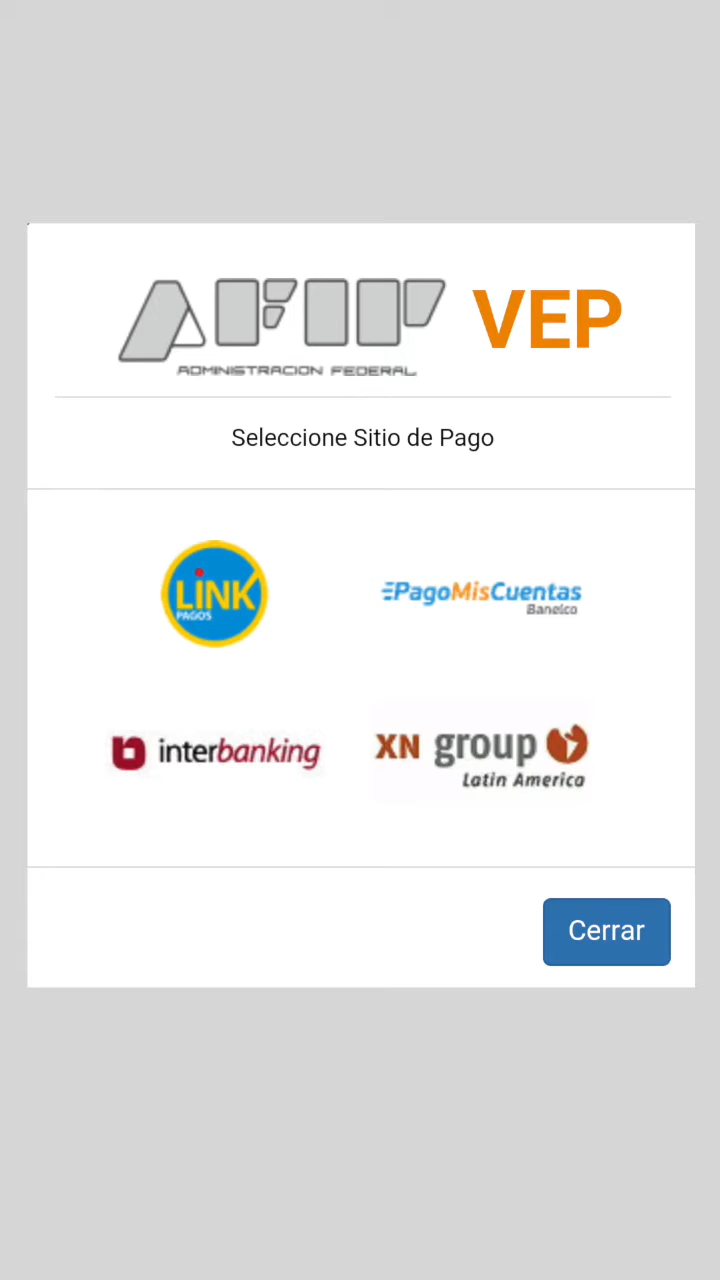 AFIP VEP
ADMINISTRACION FEDERAL
Seleccione Sitio de Pago
LINK
PAGOS
PagoMisCuentas
Banelco
interbanking
XN group
Latin America
Cerrar